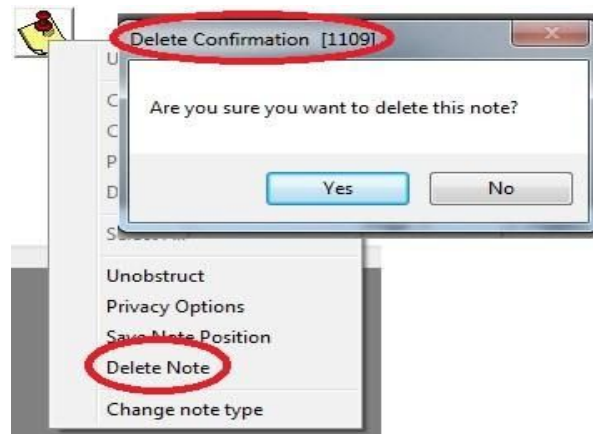 Delete Confirmation [1109]
Are you sure you want to delete this note?
Yes
No
U
C
C
P
D
Unobstruct
Privacy Options
Save Note Position
Delete Note
Change note type